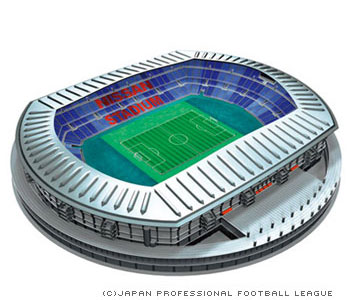 NISSAN
STADIUM
(C)JAPAN PROFESSIONAL FOOTBALL LEAGUE